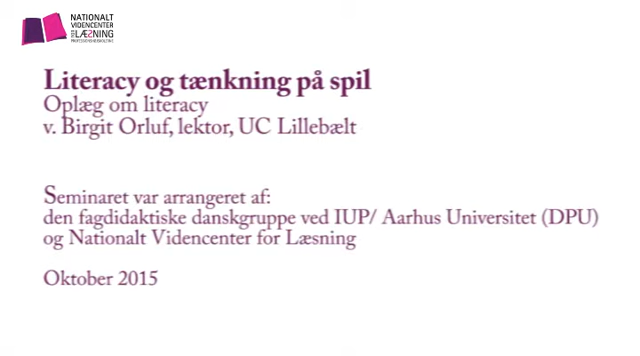 NATIONALT
VIDENCENTER
FOR LÆSNING
PROFESSIONSHØJSKOLERNE
Literacy og tænkning på spil
Oplæg om literacy
v. Birgit Orluf, lektor, UC Lillebælt
Seminaret var arrangeret af:
den fagdidaktiske danskgruppe ved IUP/ Aarhus Universitet (DPU)
og Nationalt Videncenter for Læsning
Oktober 2015